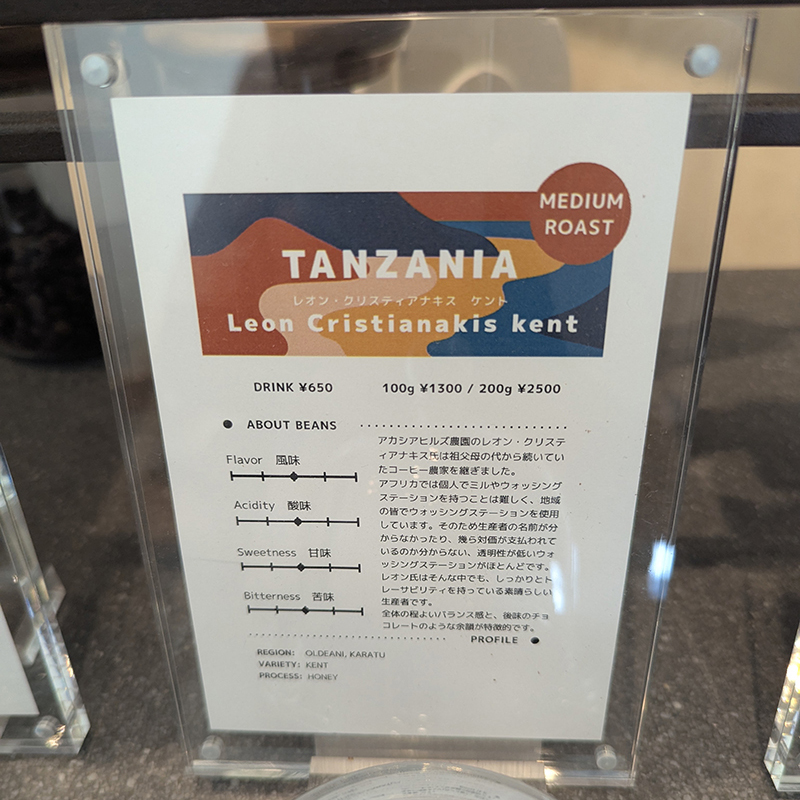 MEDIUM
ROAST
TANZANIA
レオン・クリスティアナキス ケント
Leon Cristianakis kent
DRINK ¥650 100g ¥1300 / 200g ¥2500
● ABOUT BEANS
Flavor 風味
Acidity 酸味
Sweetness 甘味
Bitterness 苦味
アカシアヒルズ農園のレオン・クリステ
ィアナキス氏は祖父母の代から続いてい
たコーヒー農家を継ぎました。
アフリカでは個人でミルやウォッシング
ステーションを持つことは難しく、地域
の皆でウォッシングステーションを使用
しています。そのため生産者の名前が分
からなかったり、幾ら対価が支払われて
いるのか分からない、透明性が低いウォ
ッシングステーションがほとんどです。
レオン氏はそんな中でも、しっかりとト
レーサビリティを持っている素晴らしい
生産者です。
全体の程よいバランス感と、後味のチョ
コレートのような余韻が特徴的です。
PROFILE ●
REGION: OLDEANI, KARATU
VARIETY: KENT
PROCESS: HONEY